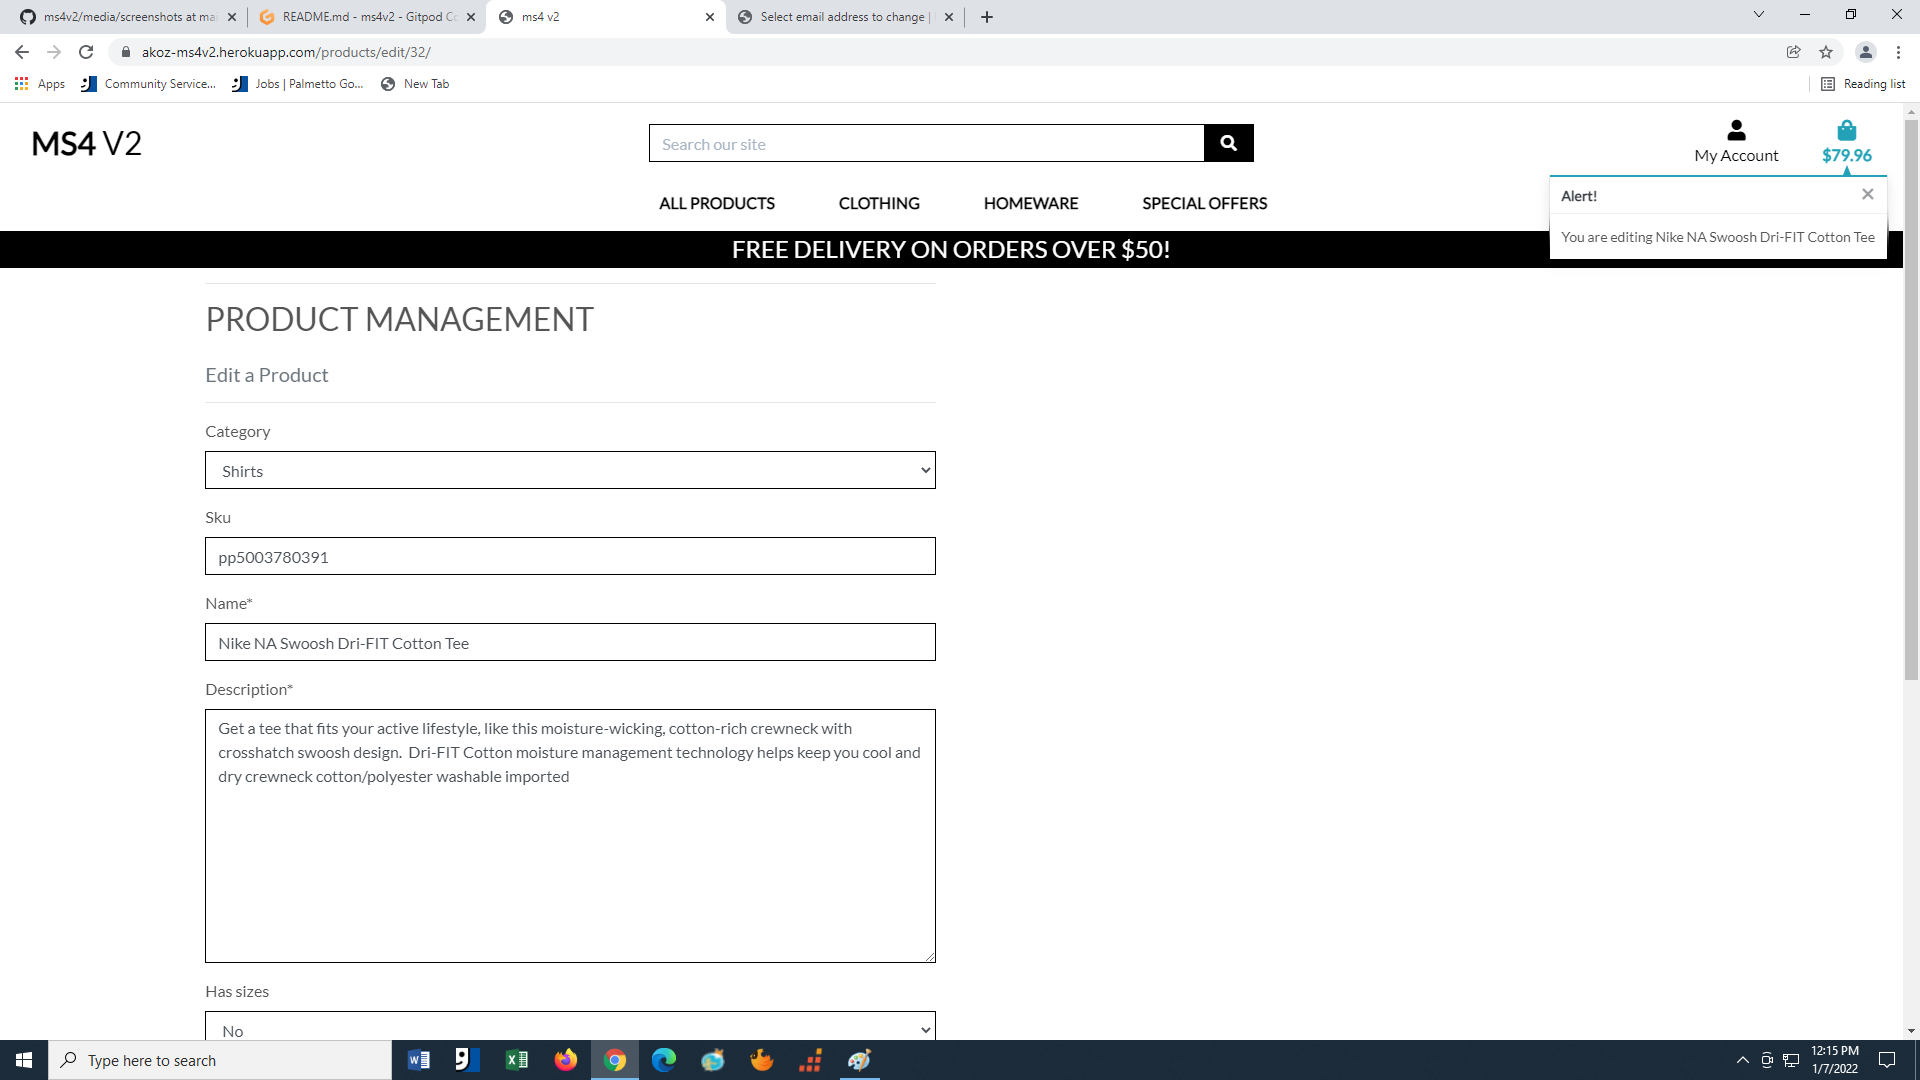 ms4v2/media/screenshots at mai
README.md - ms4v2 - Gitpod Co
ms4 v2
Select email address to change |
akoz-ms4v2.herokuapp.com/products/edit/32/
Apps
Community Service...
Jobs | Palmetto Go...
New Tab
Reading list
MS4 V2
Search our site
My Account
$79.96
ALL PRODUCTS
CLOTHING
HOMEWARE
SPECIAL OFFERS
Alert!
You are editing Nike NA Swoosh Dri-FIT Cotton Tee
FREE DELIVERY ON ORDERS OVER $50!
PRODUCT MANAGEMENT
Edit a Product
Category
Shirts
Sku
pp5003780391
Name*
Nike NA Swoosh Dri-FIT Cotton Tee
Description*
Get a tee that fits your active lifestyle, like this moisture-wicking, cotton-rich crewneck with
crosshatch swoosh design.  Dri-FIT Cotton moisture management technology helps keep you cool and
dry crewneck cotton/polyester washable imported
Has sizes
No
Type here to search
12:15 PM
1/7/2022